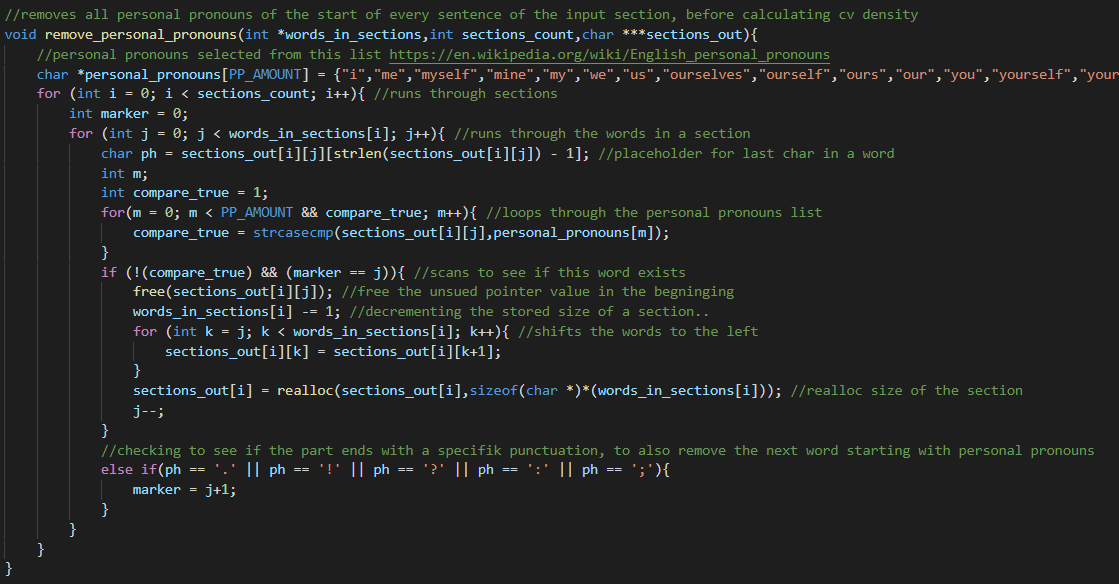 //removes all personal pronouns of the start of every sentence of the input section, before calculating cv density
void remove_personal_pronouns(int *words_in_sections,int sections_count,char ***sections_out){
    //personal pronouns selected from this list https://en.wikipedia.org/wiki/English_personal_pronouns
    char *personal_pronouns[PP_AMOUNT] = {"i","me","myself","mine","my","we","us","ourselves","ourself","ours","our","you","yourself","your
    for (int i = 0; i < sections_count; i++){ //runs through sections
        int marker = 0;
        for (int j = 0; j < words_in_sections[i]; j++){ //runs through the words in a section
            char ph = sections_out[i][j][strlen(sections_out[i][j]) - 1]; //placeholder for last char in a word
            int m;
            int compare_true = 1;
            for(m = 0; m < PP_AMOUNT && compare_true; m++){ //loops through the personal pronouns list
                compare_true = strcasecmp(sections_out[i][j],personal_pronouns[m]);
            }
            if (!(compare_true) && (marker == j)){ //scans to see if this word exists
                free(sections_out[i][j]); //free the unsued pointer value in the begninging
                words_in_sections[i] -= 1; //decrementing the stored size of a section..
                for (int k = j; k < words_in_sections[i]; k++){ //shifts the words to the left
                    sections_out[i][k] = sections_out[i][k+1];
                }
                sections_out[i] = realloc(sections_out[i],sizeof(char *)*(words_in_sections[i])); //realloc size of the section
                j--;
            }
            //checking to see if the part ends with a specifik punctuation, to also remove the next word starting with personal pronouns
            else if(ph == '.' || ph == '!' || ph == '?' || ph == ':' || ph == ';'){
                marker = j+1;
            }
        }
    }
}